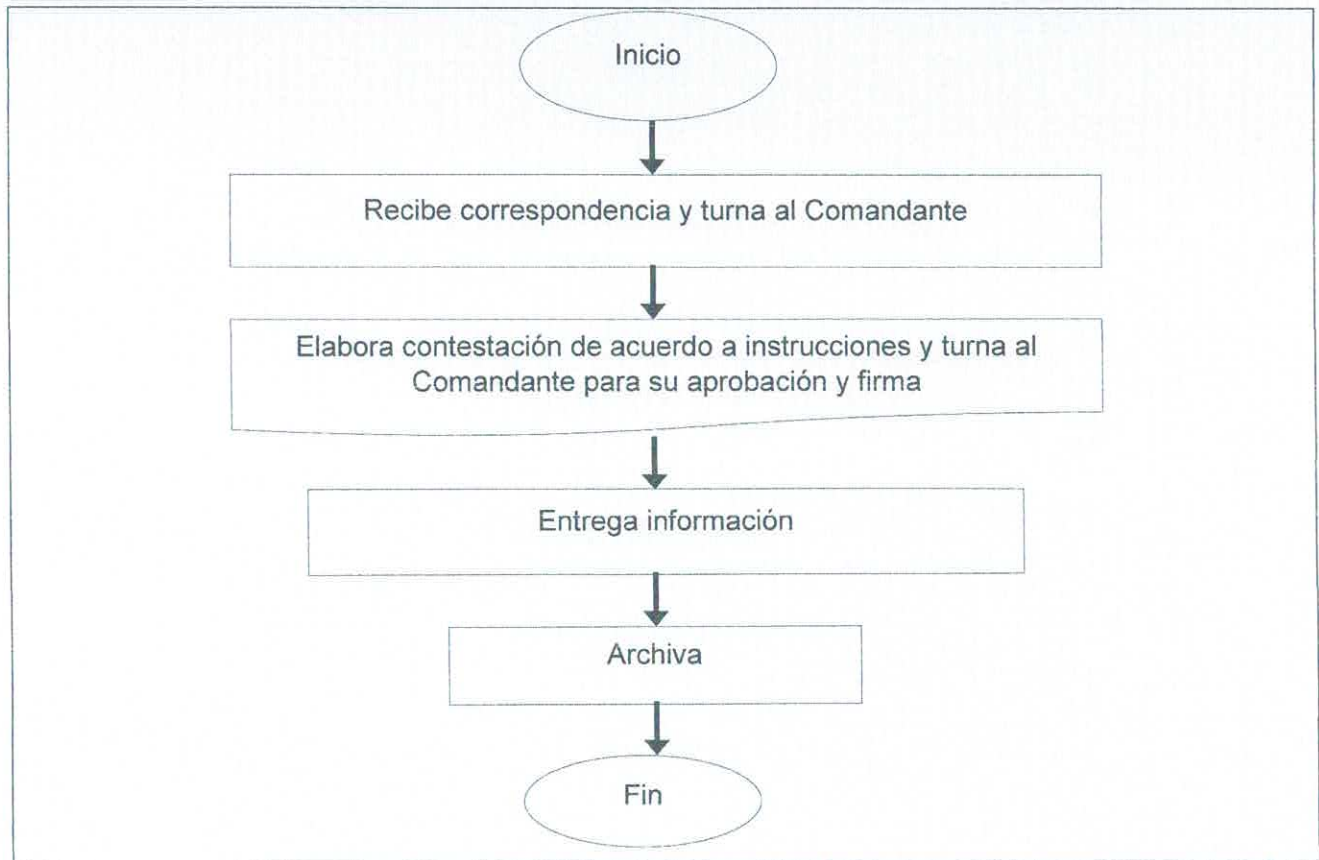 Inicio
Recibe correspondencia y turna al Comandante
Elabora contestación de acuerdo a instrucciones y turna al
Comandante para su aprobación y firma
Entrega información
Archiva
Fin